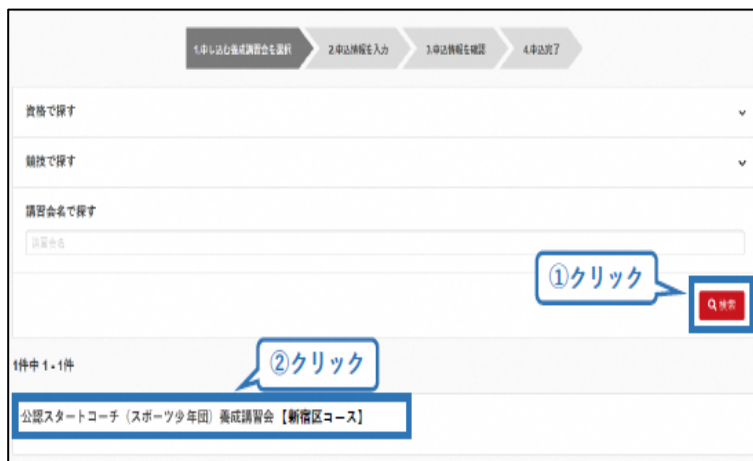 1.申し込む養成講習会を選択 2.申込情報を入力 3.申込情報を確認 4.申込完了
資格で探す
競技で探す
講習会名で探す
講習会名
①クリック
検索
1件中 1 - 1件
②クリック
公認スタートコーチ（スポーツ少年団）養成講習会【新宿区コース】